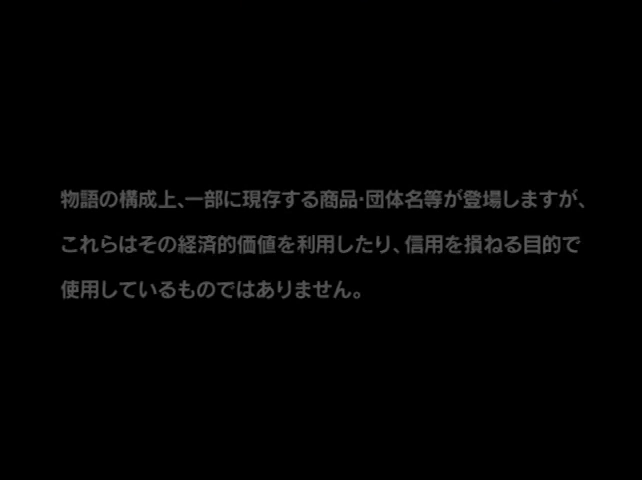 物語の構成上、一部に現存する商品・団体名等が登場しますが、
これらはその経済的価値を利用したり、信用を損ねる目的で
使用しているものではありません。